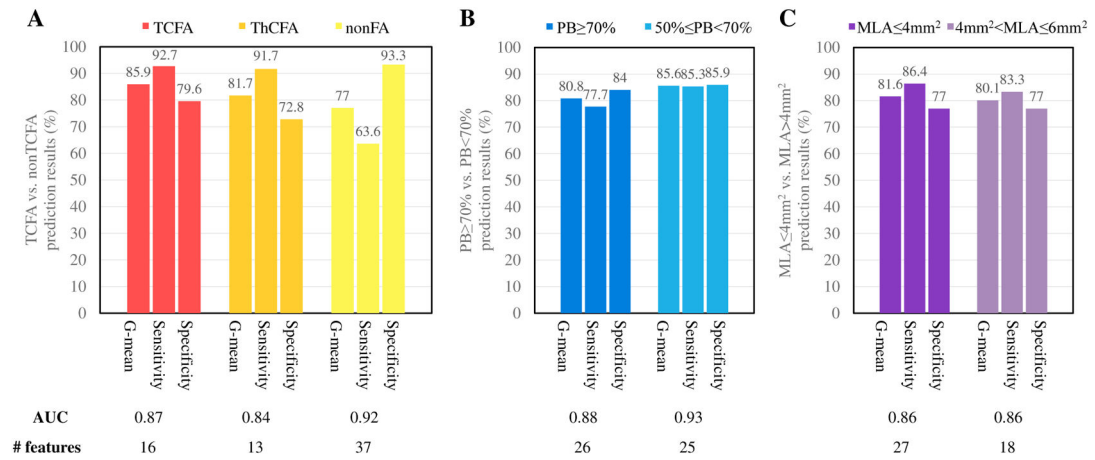 A
TCFA ThCFA nonFA
TCFA vs. nonTCFA
prediction results (%)
100
90
80
70
60
50
40
30
20
10
0
85.9 92.7 79.6 81.7 91.7 72.8 77 63.6 93.3
G-mean Sensitivity Specificity G-mean Sensitivity Specificity G-mean Sensitivity Specificity
B
PB≥70% 50%≤PB<70%
PB≥70% vs. PB<70%
prediction results (%)
100
90
80
70
60
50
40
30
20
10
0
80.8 77.7 84 85.6 85.3 85.9
G-mean Sensitivity Specificity G-mean Sensitivity Specificity
C
MLA≤4mm² 4mm²<MLA≤6mm²
MLA≤4mm² vs. MLA>4mm²
prediction results (%)
100
90
80
70
60
50
40
30
20
10
0
81.6 86.4 77 80.1 83.3 77
G-mean Sensitivity Specificity G-mean Sensitivity Specificity
AUC 0.87 0.84 0.92 0.88 0.93 0.86 0.86
# features 16 13 37 26 25 27 18